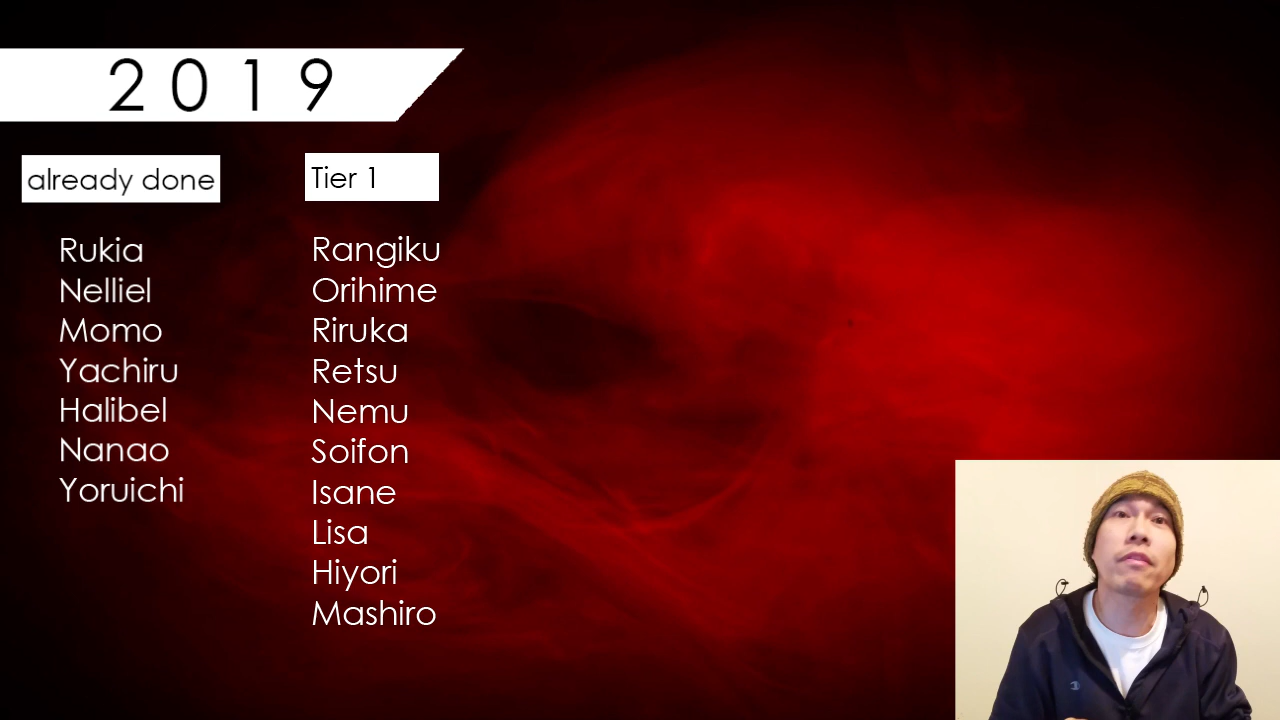 2019
already done
Rukia
Nelliel
Momo
Yachiru
Halibel
Nanao
Yoruichi
Tier 1
Rangiku
Orihime
Riruka
Retsu
Nemu
Soifon
Isane
Lisa
Hiyori
Mashiro